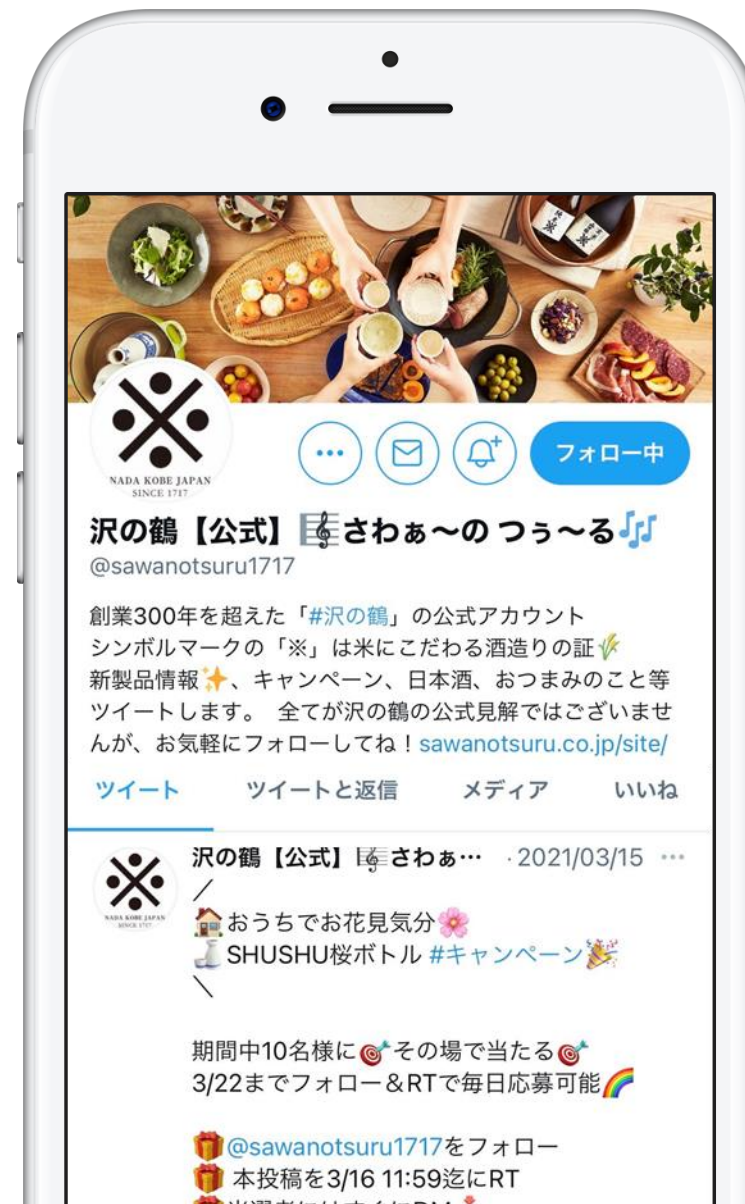 NADA KOBE JAPAN
SINCE 1717
フォロー中
沢の鶴【公式】🎼さわぁ〜の つぅ〜る🎶
@sawanotsuru1717
創業300年を超えた「#沢の鶴」の公式アカウント
シンボルマークの「※」は米にこだわる酒造りの証🌾
新製品情報✨、キャンペーン、日本酒、おつまみのこと等
ツイートします。 全てが沢の鶴の公式見解ではございませ
んが、お気軽にフォローしてね!sawanotsuru.co.jp/site/
ツイート ツイートと返信 メディア いいね
沢の鶴【公式】🎼さわぁ… ·2021/03/15 …
NADA KOBE JAPAN
SINCE 1717
/
🏠おうちでお花見気分🌸
🍶SHUSHU桜ボトル #キャンペーン🎉
\
期間中10名様に🎯その場で当たる🎯
3/22までフォロー&RTで毎日応募可能🌈
🎁@sawanotsuru1717をフォロー
🎁 本投稿を3/16 11:59迄にRT